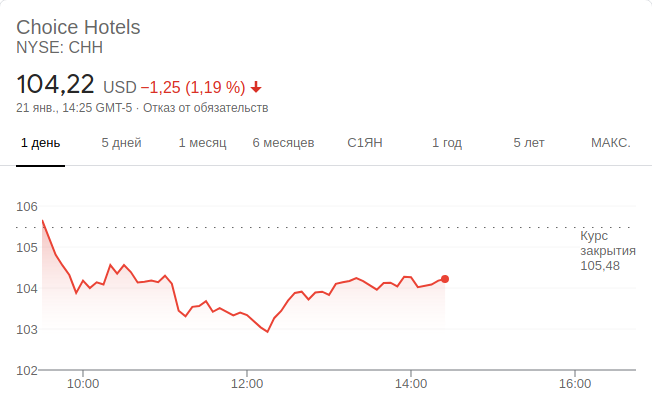 Choice Hotels
NYSE: CHH
104,22 USD −1,25 (1,19 %)
21 янв., 14:25 GMT-5 · Отказ от обязательств
1 день 5 дней 1 месяц 6 месяцев С1ЯН 1 год 5 лет МАКС.
106
105
104
103
102
Курс
закрытия
105,48
10:00 12:00 14:00 16:00